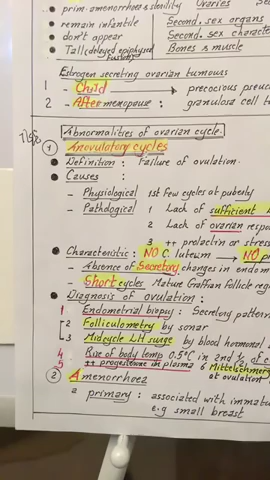 • prim. amenorrhea & sterility Ovaries
• remain infantile Second. sex organs
• don't appear Second. sex charact
• Tall (delayed epiphyseal fusion) Bones & muscle
Estrogen secreting ovarian tumours
1 - Child → precocious pseu
2 - After menopause : granulosa cell t
Abnormalities of ovarian cycle.
① Anovulatory cycles
• Definition : Failure of ovulation.
• Causes :
- Physiological 1st few cycles at puberty
- Pathological 1 Lack of sufficient
2 Lack of ovarian respo
3 ++ prolactin or stress
• Characteristic : NO C. luteum → NO p
- Absence of Secretory changes in endom
Short cycles Mature Graffian follicle reg
• Diagnosis of ovulation :
1 Endometrial biopsy : Secretory pattern
2 Folliculometry by sonar
3 Midcycle LH surge by blood hormonal
4 Rise of body temp 0.5°C in 2nd ½ of c
5 ++ progesterone in plasma 6 Mittelschmerz
at ovulation
② Amenorrhoea
primary : associated with immatu
e.g small breast